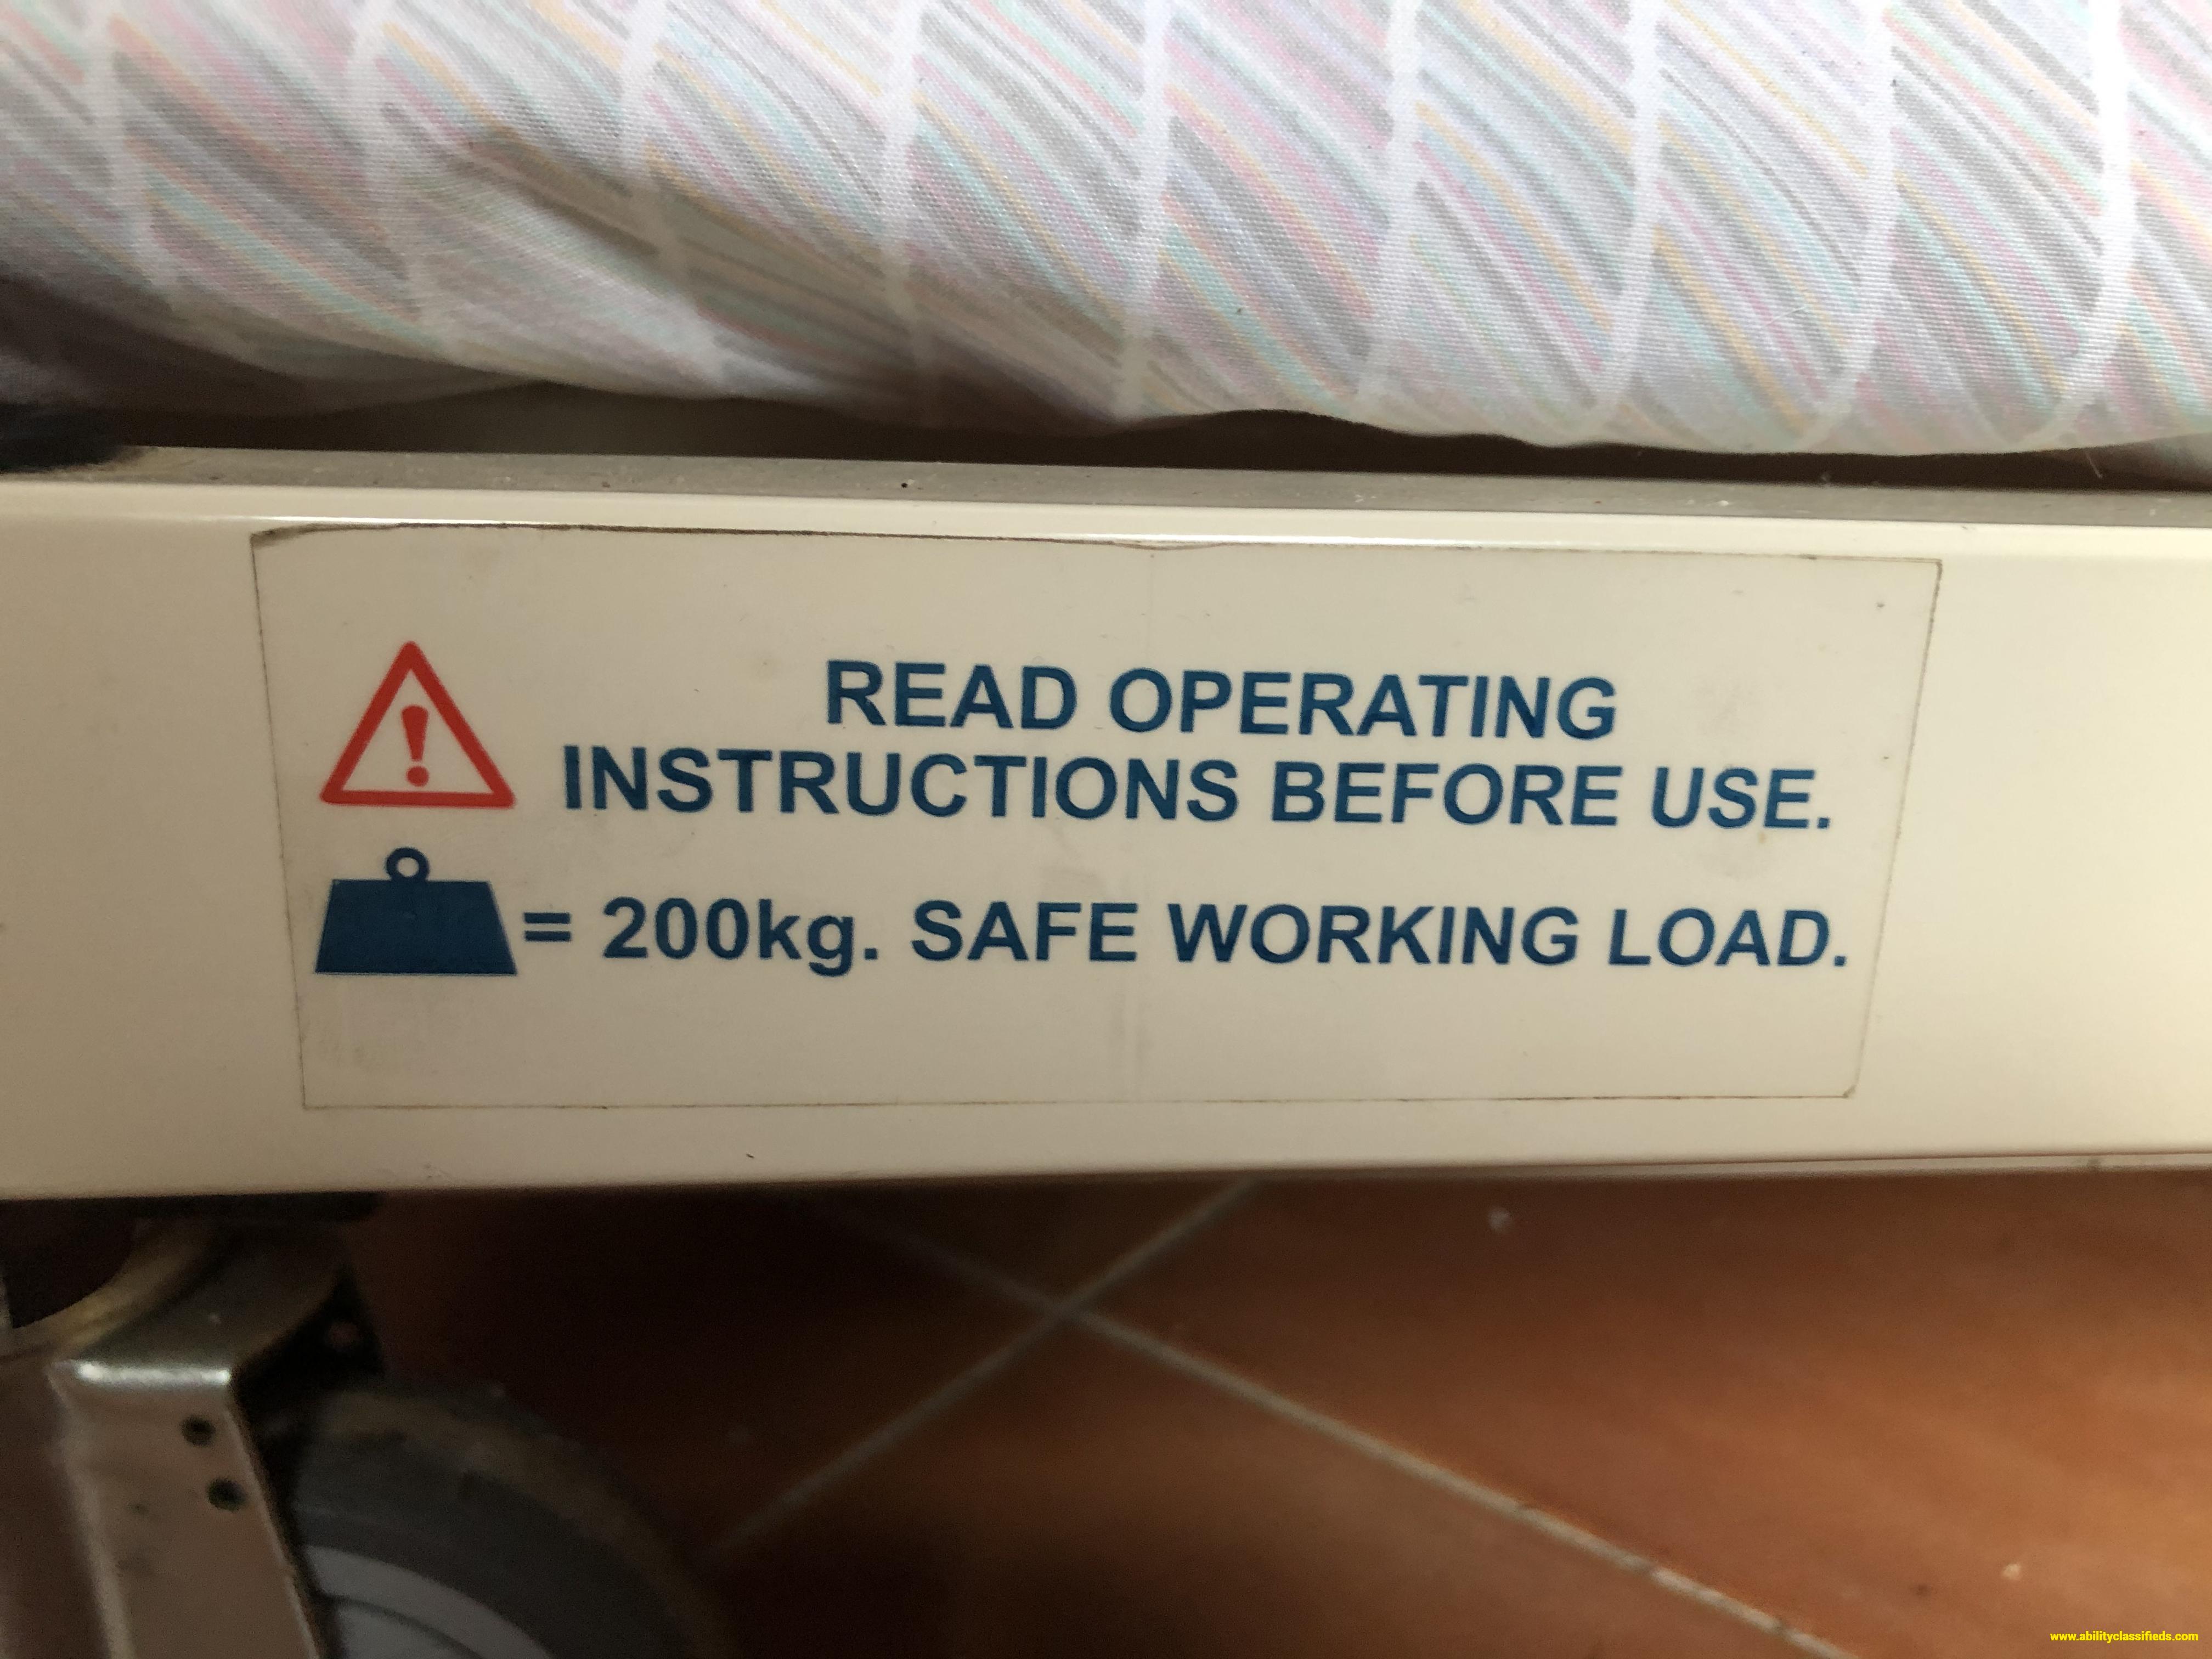 READ OPERATING
INSTRUCTIONS BEFORE USE.
= 200kg. SAFE WORKING LOAD.
www.abilityclassifieds.com